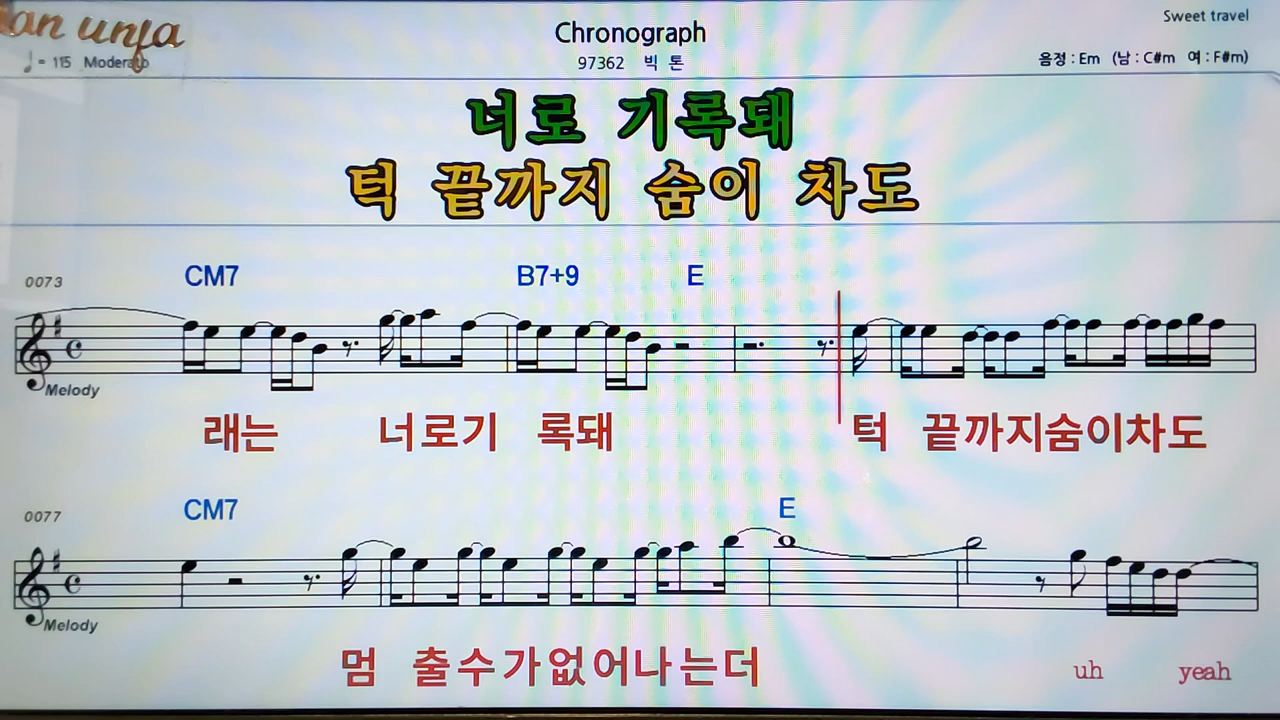 Sweet travel
Chronograph
♩= 115 Moderato
97362 빅 톤
음정 : Em (남 : C#m 여 : F#m)
너로 기록돼
턱 끝까지 숨이 차도
0073
CM7 B7+9 E
Melody
래는 너로기 록돼 턱 끝까지숨이차도
0077
CM7 E
Melody
멈 출수가없어나는더 uh yeah